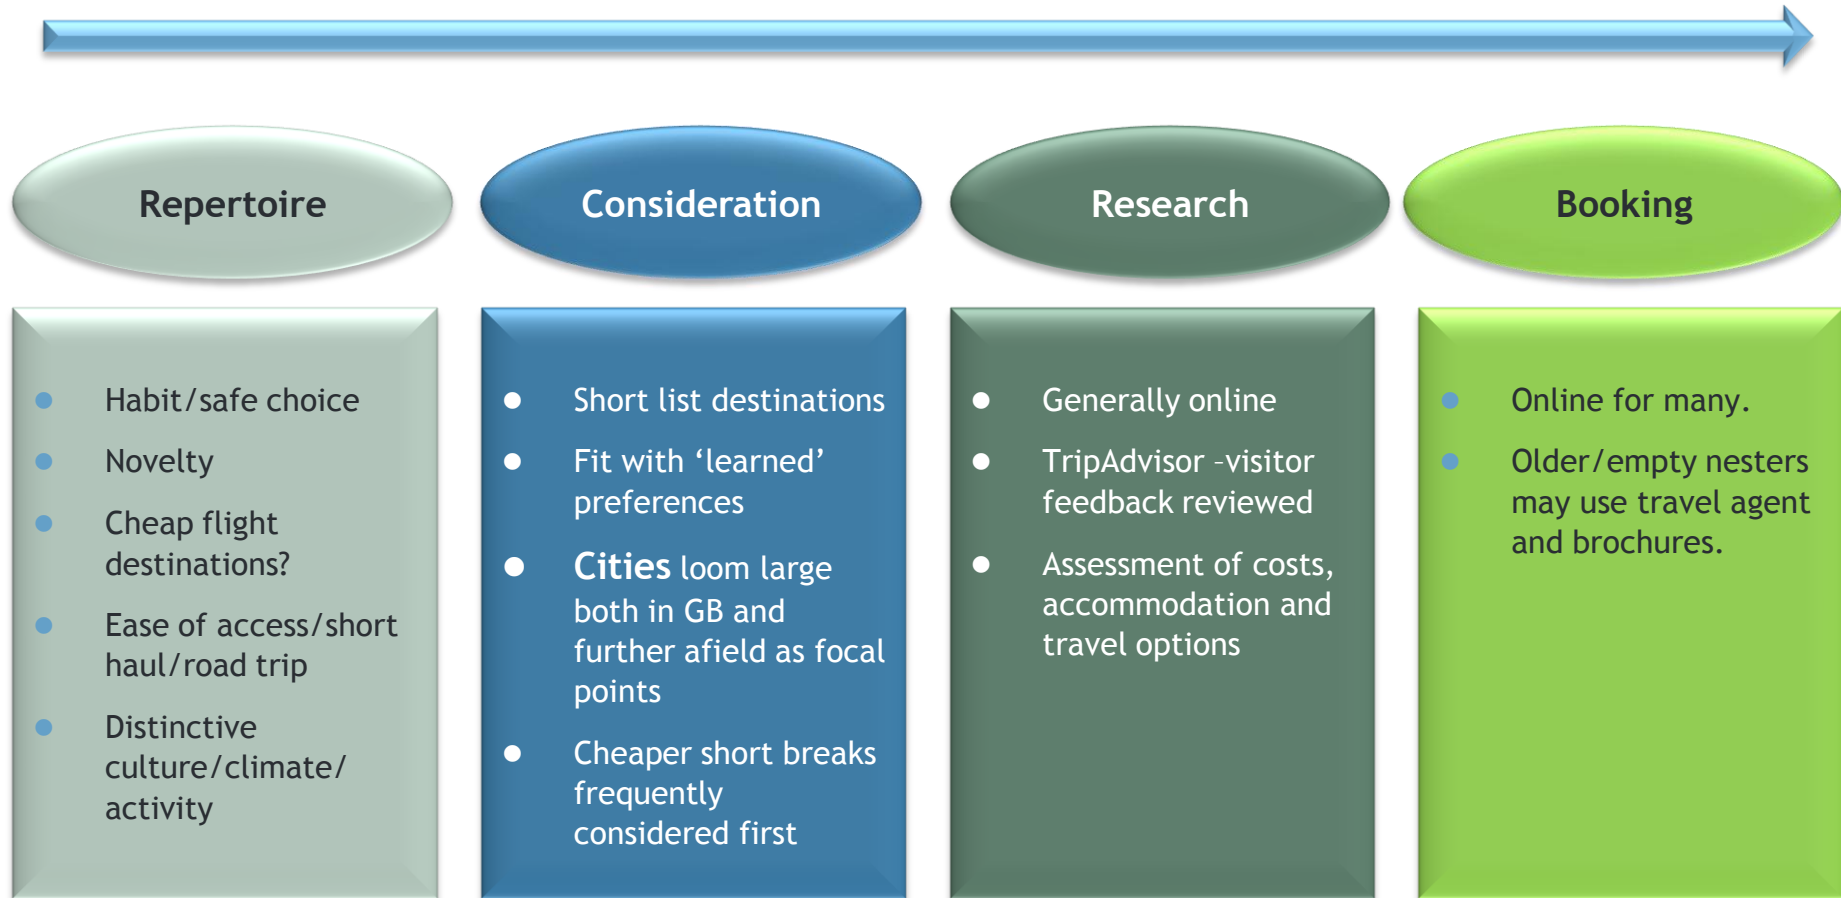 Repertoire
Habit/safe choice
Novelty
Cheap flight
destinations?
Ease of access/short
haul/road trip
Distinctive
culture/climate/
activity
Consideration
Short list destinations
Fit with ‘learned’
preferences
Cities loom large
both in GB and
further afield as focal
points
Cheaper short breaks
frequently
considered first
Research
Generally online
TripAdvisor –visitor
feedback reviewed
Assessment of costs,
accommodation and
travel options
Booking
Online for many.
Older/empty nesters
may use travel agent
and brochures.